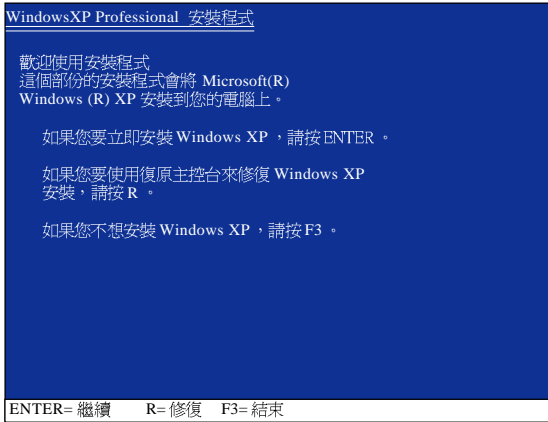 WindowsXP Professional 安裝程式
歡迎使用安裝程式
這個部份的安裝程式會將 Microsoft(R)
Windows (R) XP 安裝到您的電腦上。
如果您要立即安裝 Windows XP ，請按 ENTER 。
如果您要使用復原主控台來修復 Windows XP
安裝，請按 R 。
如果您不想安裝 Windows XP ，請按 F3 。
ENTER= 繼續 R= 修復 F3= 結束